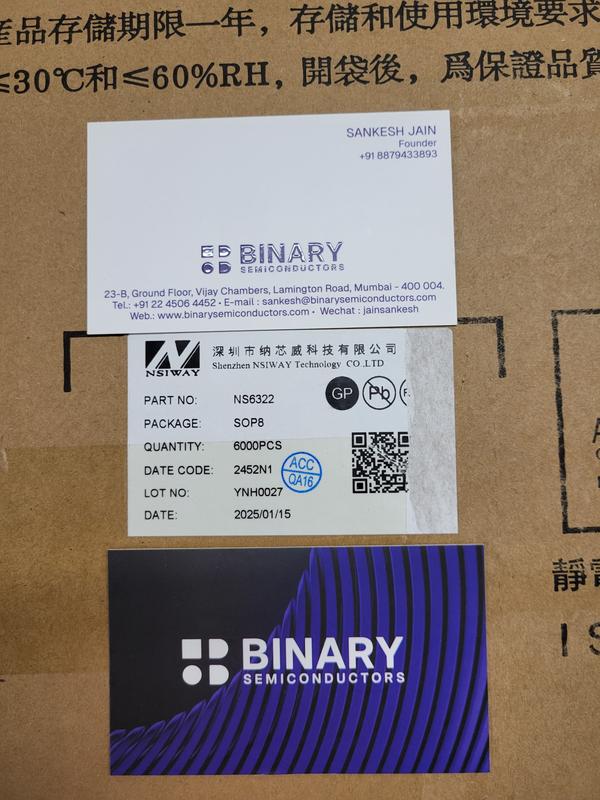 產品存儲期限一年，存儲和使用環境要求
≤30℃和≤60%RH，開袋後，爲保證品質
SANKESH JAIN
Founder
+91 8879433893
BINARY
SEMICONDUCTORS
23-B, Ground Floor, Vijay Chambers, Lamington Road, Mumbai - 400 004.
Tel.: +91 22 4506 4452 • E-mail : sankesh@binarysemiconductors.com
Web.: www.binarysemiconductors.com • Wechat : jainsankesh
NSIWAY
深圳市纳芯威科技有限公司
Shenzhen NSIWAY Technology CO.,LTD
GP Pb
PART NO: NS6322
PACKAGE: SOP8
QUANTITY: 6000PCS
DATE CODE: 2452N1
ACC
QA16
LOT NO: YNH0027
DATE: 2025/01/15
靜
BINARY
SEMICONDUCTORS